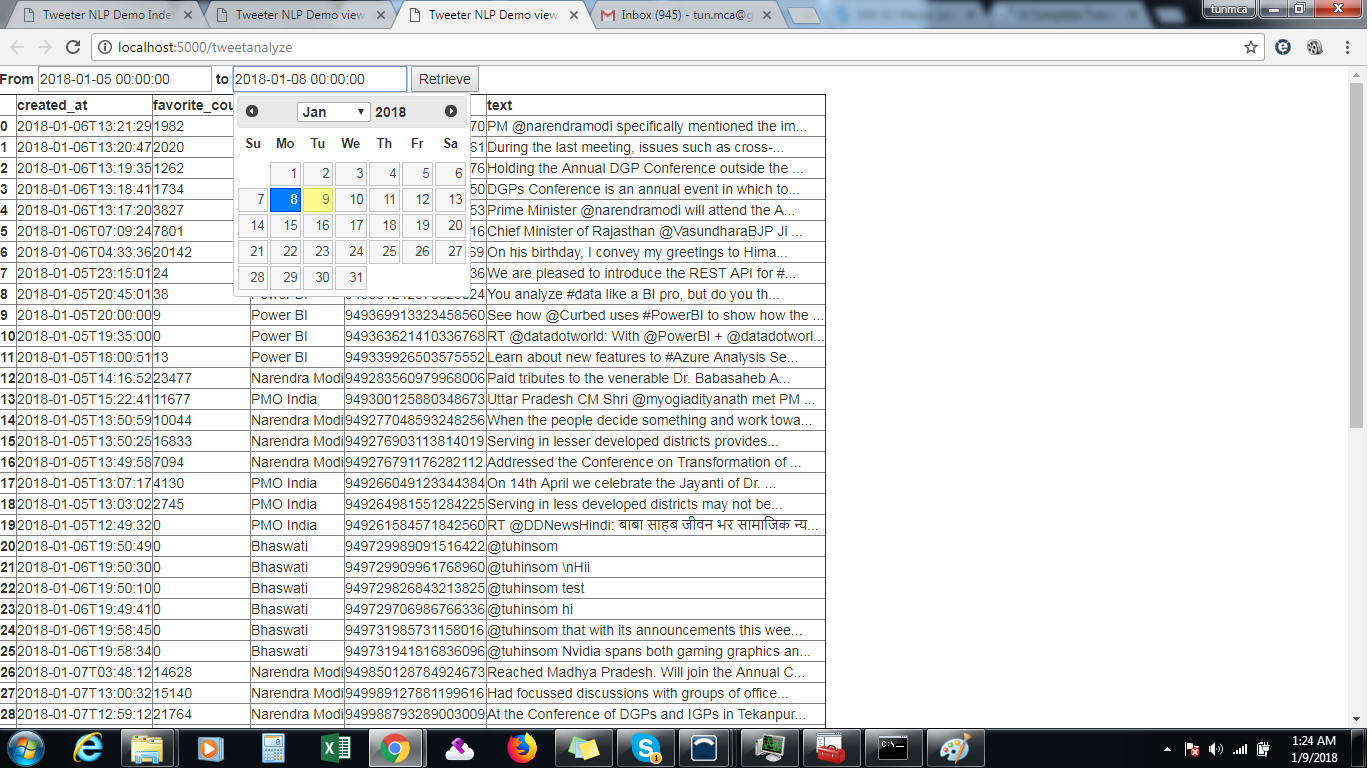 Tweeter NLP Demo Inde
Tweeter NLP Demo view
Tweeter NLP Demo view
Inbox (945) - tun.mca@g
tunmca
localhost:5000/tweetanalyze
From 2018-01-05 00:00:00 to 2018-01-08 00:00:00 Retrieve
created_at favorite_cou text
Jan 2018
Su Mo Tu We Th Fr Sa
1 2 3 4 5 6
7 8 9 10 11 12 13
14 15 16 17 18 19 20
21 22 23 24 25 26 27
28 29 30 31
0 2018-01-06T13:21:29 1982 70 PM @narendramodi specifically mentioned the im...
1 2018-01-06T13:20:47 2020 61 During the last meeting, issues such as cross-...
2 2018-01-06T13:19:35 1262 76 Holding the Annual DGP Conference outside the ...
3 2018-01-06T13:18:41 1734 50 DGPs Conference is an annual event in which to...
4 2018-01-06T13:17:20 3827 53 Prime Minister @narendramodi will attend the A...
5 2018-01-06T07:09:24 7801 16 Chief Minister of Rajasthan @VasundharaBJP Ji ...
6 2018-01-06T04:33:36 20142 69 On his birthday, I convey my greetings to Hima...
7 2018-01-05T23:15:01 24 36 We are pleased to introduce the REST API for #...
8 2018-01-05T20:45:01 38 You analyze #data like a BI pro, but do you th...
9 2018-01-05T20:00:00 9 Power BI 949369913323458560 See how @Curbed uses #PowerBI to show how the ...
10 2018-01-05T19:35:00 0 Power BI 949363621410336768 RT @datadotworld: With @PowerBI + @datadotworl...
11 2018-01-05T18:00:51 13 Power BI 949339926503575552 Learn about new features to #Azure Analysis Se...
12 2018-01-05T14:16:52 23477 Narendra Modi 949283560979968006 Paid tributes to the venerable Dr. Babasaheb A...
13 2018-01-05T15:22:41 11677 PMO India 949300125880348673 Uttar Pradesh CM Shri @myogiadityanath met PM ...
14 2018-01-05T13:50:59 10044 Narendra Modi 949277048593248256 When the people decide something and work towa...
15 2018-01-05T13:50:25 16833 Narendra Modi 949276903113814019 Serving in lesser developed districts provides...
16 2018-01-05T13:49:58 7094 Narendra Modi 949276791176282112 Addressed the Conference on Transformation of ...
17 2018-01-05T13:07:17 4130 PMO India 949266049123344384 On 14th April we celebrate the Jayanti of Dr. ...
18 2018-01-05T13:03:02 2745 PMO India 949264981551284225 Serving in less developed districts may not be...
19 2018-01-05T12:49:32 0 PMO India 949261584571842560 RT @DDNewsHindi: बाबा साहब जीवन भर सामाजिक न्य...
20 2018-01-06T19:50:49 0 Bhaswati 949729989091516422 @tuhinsom
21 2018-01-06T19:50:30 0 Bhaswati 949729909961768960 @tuhinsom \nHii
22 2018-01-06T19:50:10 0 Bhaswati 949729826843213825 @tuhinsom test
23 2018-01-06T19:49:41 0 Bhaswati 949729706986766336 @tuhinsom hi
24 2018-01-06T19:58:45 0 Bhaswati 949731985731158016 @tuhinsom that with its announcements this wee...
25 2018-01-06T19:58:34 0 Bhaswati 949731941816836096 @tuhinsom Nvidia spans both gaming graphics an...
26 2018-01-07T03:48:12 14628 Narendra Modi 949850128784924673 Reached Madhya Pradesh. Will join the Annual C...
27 2018-01-07T13:00:32 15140 Narendra Modi 949989127881199616 Had focussed discussions with groups of office...
28 2018-01-07T12:59:12 21764 Narendra Modi 949988793289003009 At the Conference of DGPs and IGPs in Tekanpur...
1:24 AM
1/9/2018